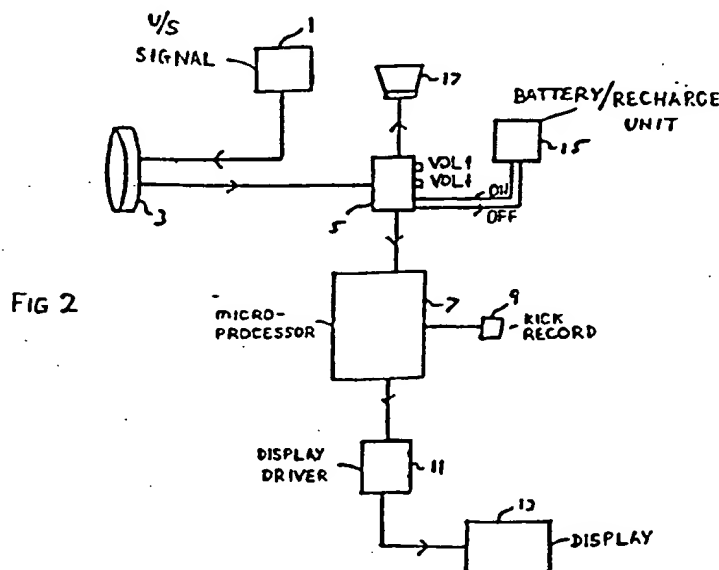 U/S
SIGNAL
1
17
BATTERY/RECHARGE
UNIT
15
VOL↑
VOL↓
ON
OFF
3
5
FIG 2
MICRO-
PROCESSOR
7
9
KICK
RECORD
DISPLAY
DRIVER
11
13
DISPLAY